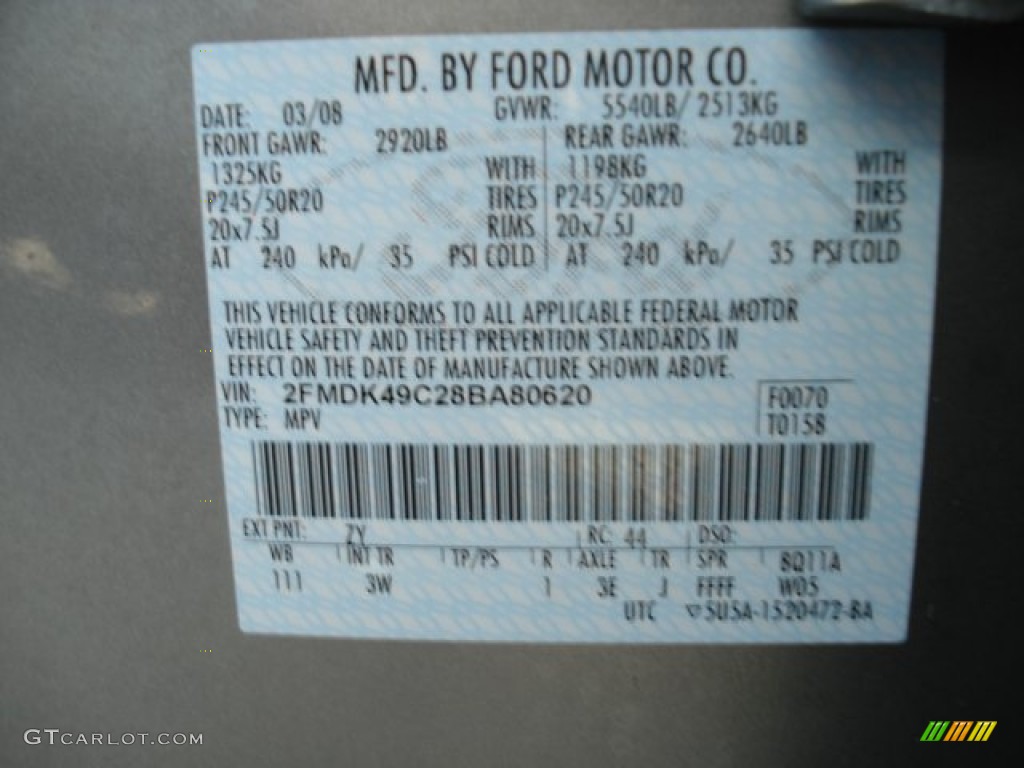 MFD. BY FORD MOTOR CO.
DATE: 03/08 GVWR: 5540LB/ 2513KG
FRONT GAWR: 2920LB REAR GAWR: 2640LB
1325KG WITH 1198KG WITH
P245/50R20 TIRES P245/50R20 TIRES
20x7.5J RIMS 20x7.5J RIMS
AT 240 kPa/ 35 PSI COLD AT 240 kPa/ 35 PSI COLD
THIS VEHICLE CONFORMS TO ALL APPLICABLE FEDERAL MOTOR
VEHICLE SAFETY AND THEFT PREVENTION STANDARDS IN
EFFECT ON THE DATE OF MANUFACTURE SHOWN ABOVE.
VIN: 2FMDK49C28BA80620 F0070
TYPE: MPV T0158
EXT PNT: ZY RC: 44 DSO:
WB INT TR TP/PS R AXLE TR SPR 8Q11A
111 3W 1 3E J FFFF W05
UTC ▽5U5A-1520472-BA
GTCARLOT.COM